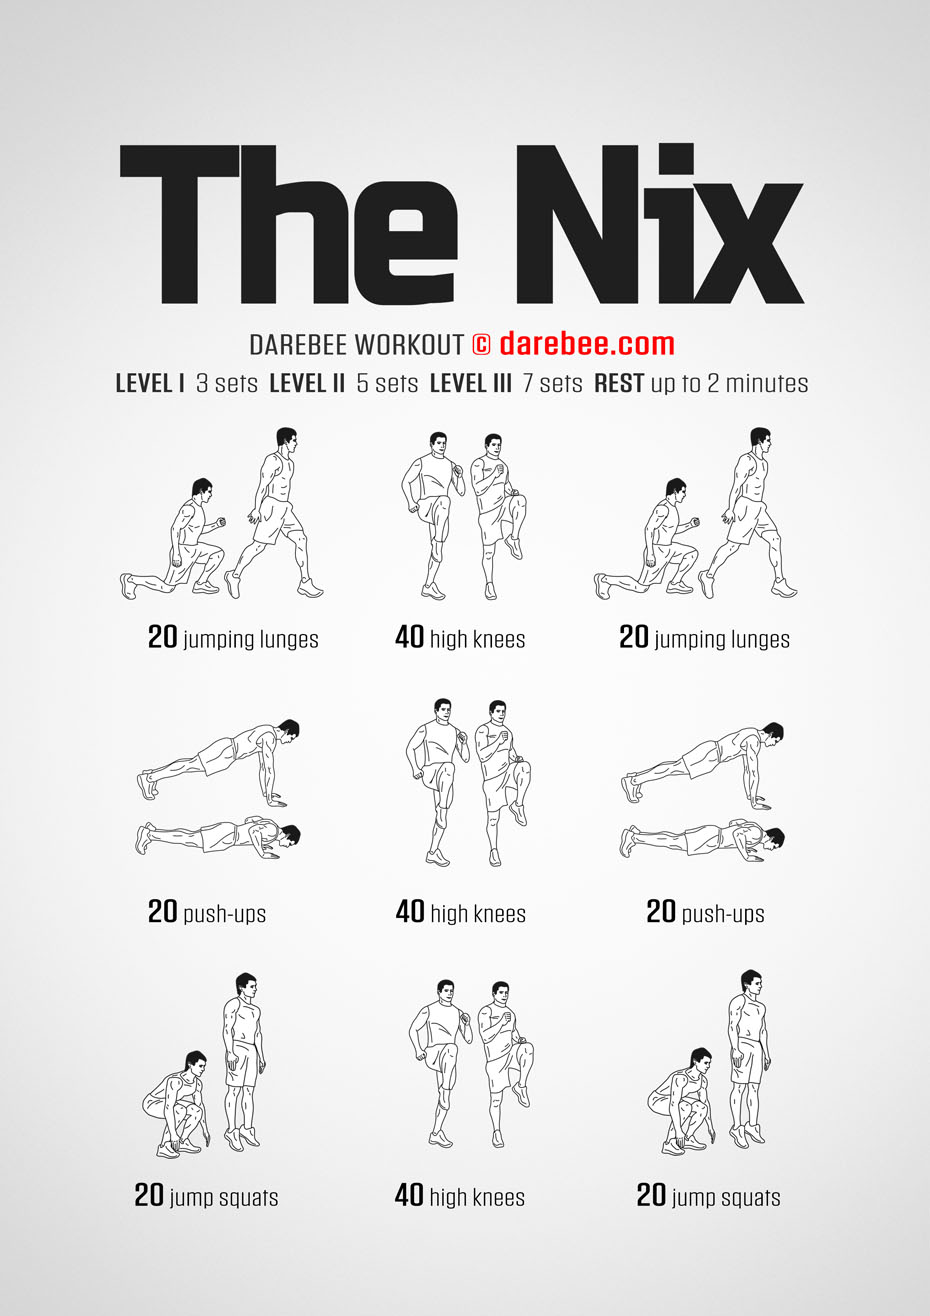 The Nix
DAREBEE WORKOUT © darebee.com
LEVEL I 3 sets LEVEL II 5 sets LEVEL III 7 sets REST up to 2 minutes
20 jumping lunges
40 high knees
20 jumping lunges
20 push-ups
40 high knees
20 push-ups
20 jump squats
40 high knees
20 jump squats